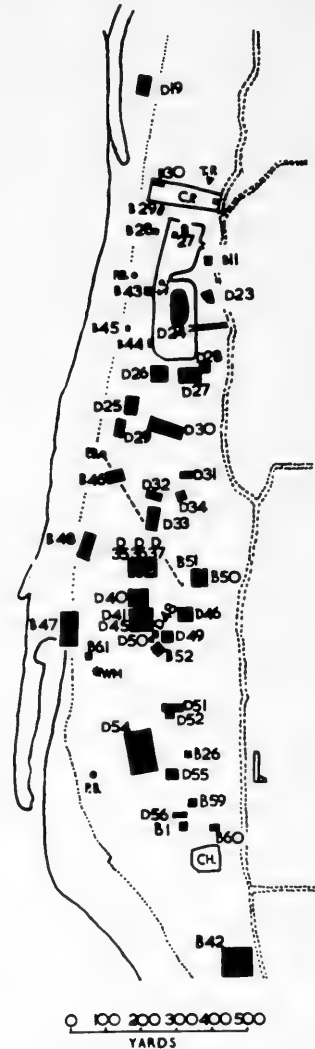 D19
B30 T.P.
C.P.
B29
B28 27
B11
P.B.
B43 D23
D24
B45
B44
D28
D26 D27
D25
D29 D30
B46 D31
D32 D34
D33
B48 D D D
35 36 37 B51
B50
D40
B47 D41 D46
D45
D50 D49
B61 B52
WM
D51
D52
D54
B26
P.B. D55
B59
D56
B1 B60
CH.
B42
0 100 200 300 400 500
YARDS